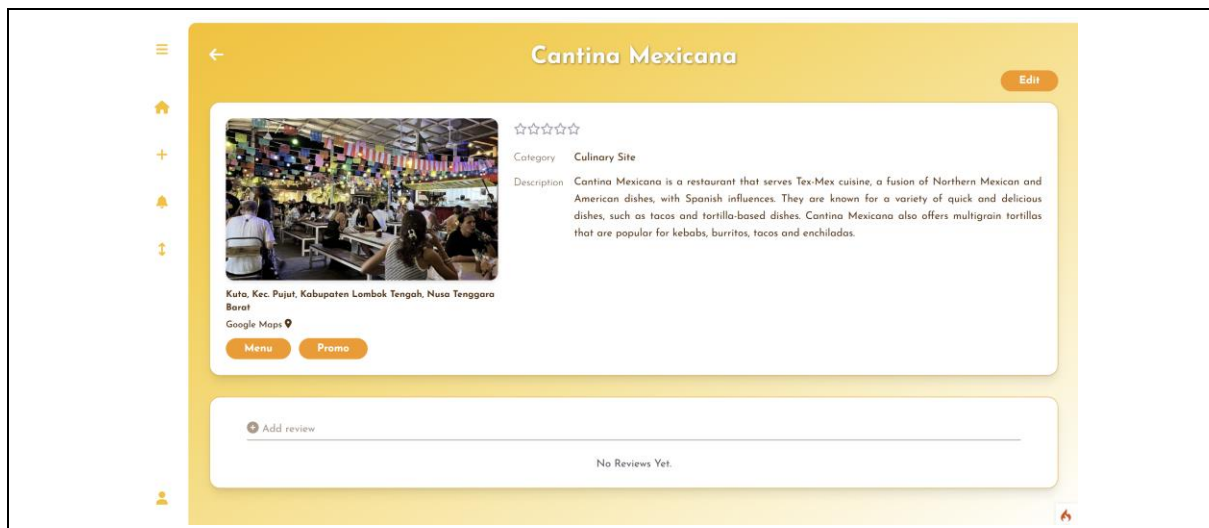 Cantina Mexicana
Edit
Category Culinary Site
Description Cantina Mexicana is a restaurant that serves Tex-Mex cuisine, a fusion of Northern Mexican and
American dishes, with Spanish influences. They are known for a variety of quick and delicious
dishes, such as tacos and tortilla-based dishes. Cantina Mexicana also offers multigrain tortillas
that are popular for kebabs, burritos, tacos and enchiladas.
Kuta, Kec. Pujut, Kabupaten Lombok Tengah, Nusa Tenggara
Barat
Google Maps
Menu Promo
Add review
No Reviews Yet.